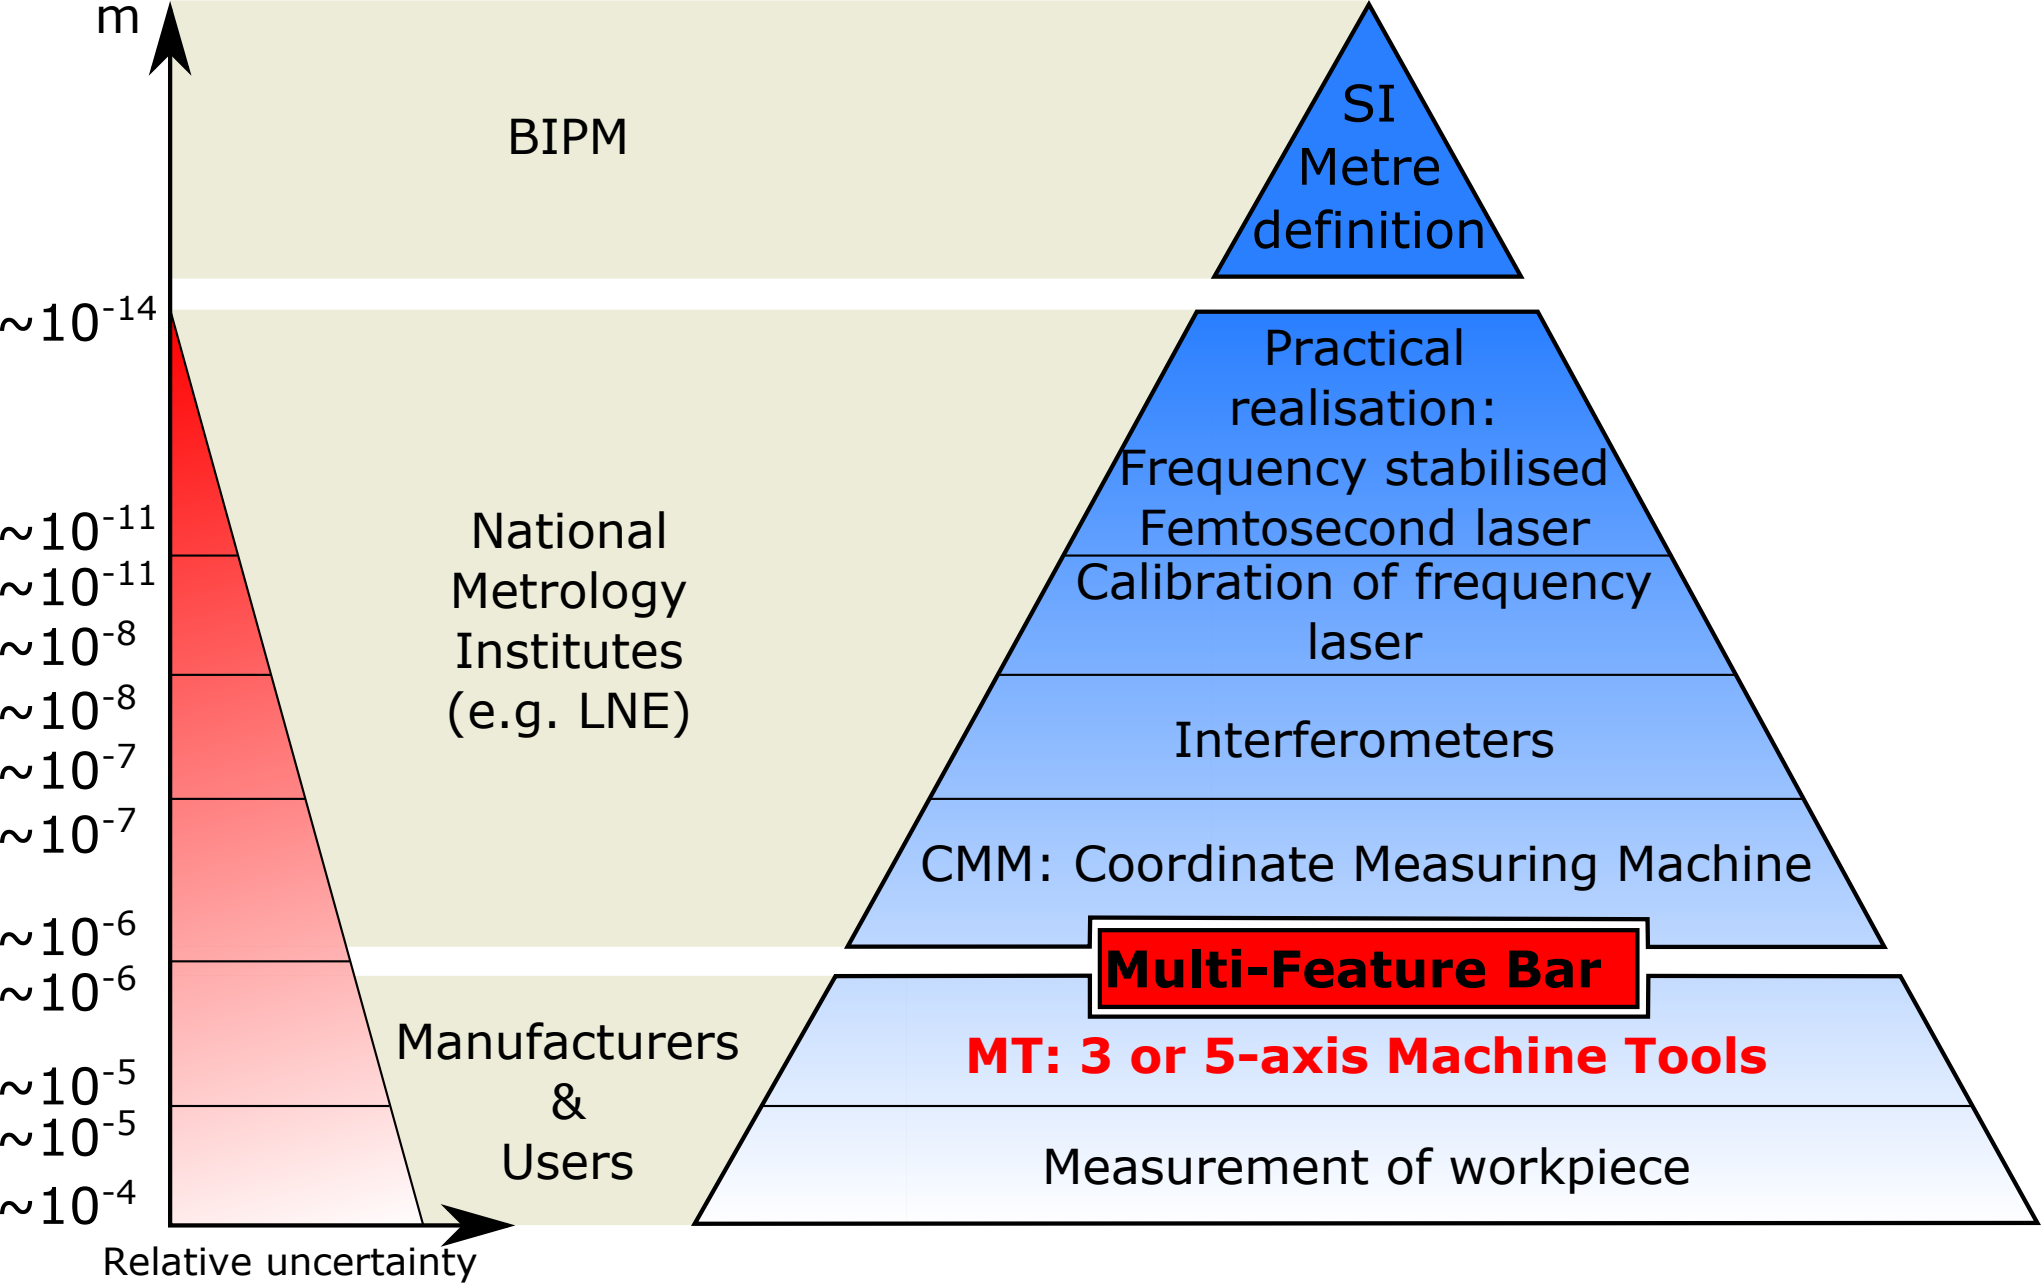 m
BIPM
SI
Metre
definition
~10-14
~10-11
~10-11
~10-8
~10-8
~10-7
~10-7
~10-6
~10-6
~10-5
~10-5
~10-4
National
Metrology
Institutes
(e.g. LNE)
Manufacturers
&
Users
Practical
realisation:
Frequency stabilised
Femtosecond laser
Calibration of frequency
laser
Interferometers
CMM: Coordinate Measuring Machine
Multi-Feature Bar
MT: 3 or 5-axis Machine Tools
Measurement of workpiece
Relative uncertainty